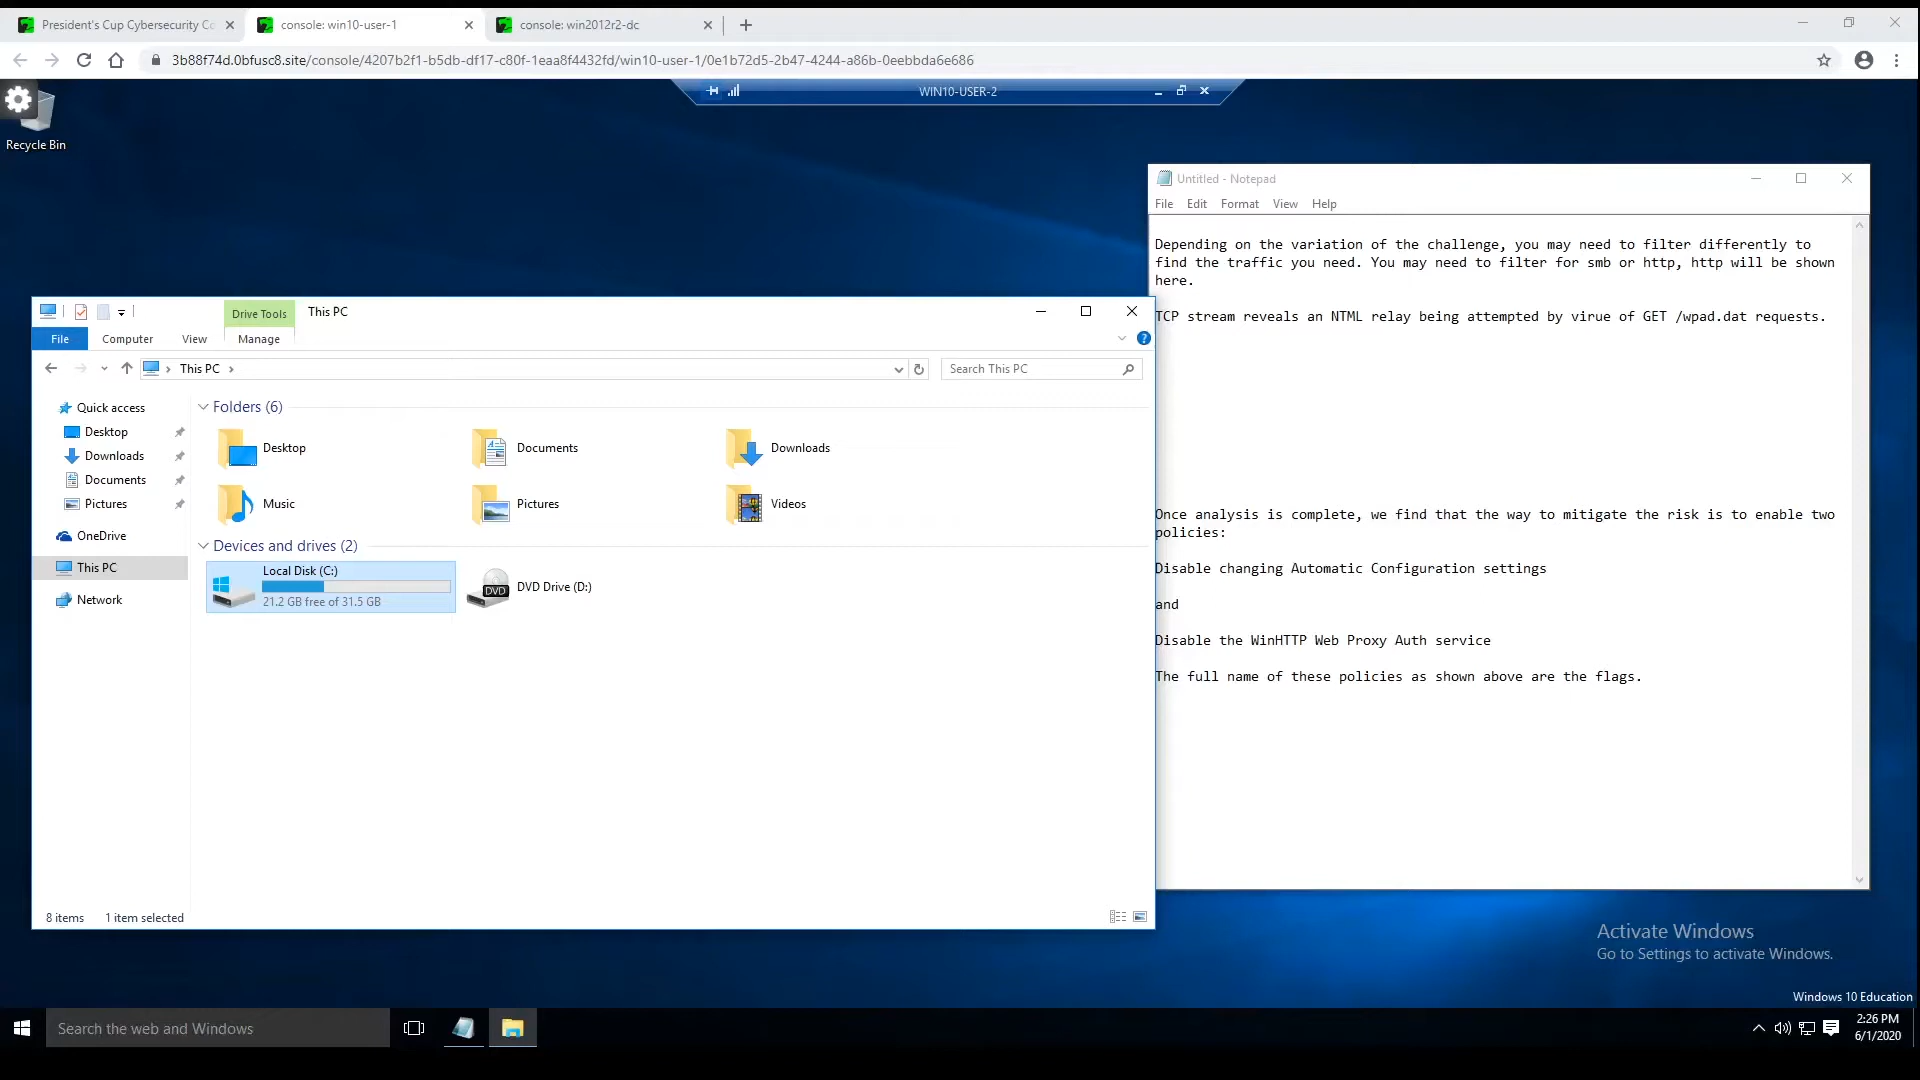 President's Cup Cybersecurity Co
console: win10-user-1
console: win2012r2-dc
3b88f74d.0bfusc8.site/console/4207b2f1-b5db-df17-c80f-1eaa8f4432fd/win10-user-1/0e1b72d5-2b47-4244-a86b-0eebbda6e676
WIN10-USER-2
Recycle Bin
Untitled - Notepad
File Edit Format View Help
Depending on the variation of the challenge, you may need to filter differently to
find the traffic you need. You may need to filter for smb or http, http will be shown
here.
TCP stream reveals an NTML relay being attempted by virue of GET /wpad.dat requests.
Once analysis is complete, we find that the way to mitigate the risk is to enable two
policies:
Disable changing Automatic Configuration settings
and
Disable the WinHTTP Web Proxy Auth service
The full name of these policies as shown above are the flags.
Drive Tools This PC
File Computer View Manage
This PC
Search This PC
Quick access
Desktop
Downloads
Documents
Pictures
OneDrive
This PC
Network
Folders (6)
Desktop
Documents
Downloads
Music
Pictures
Videos
Devices and drives (2)
Local Disk (C:)
21.2 GB free of 31.5 GB
DVD
DVD Drive (D:)
8 items 1 item selected
Activate Windows
Go to Settings to activate Windows.
Windows 10 Education
Search the web and Windows
2:26 PM
6/1/2020